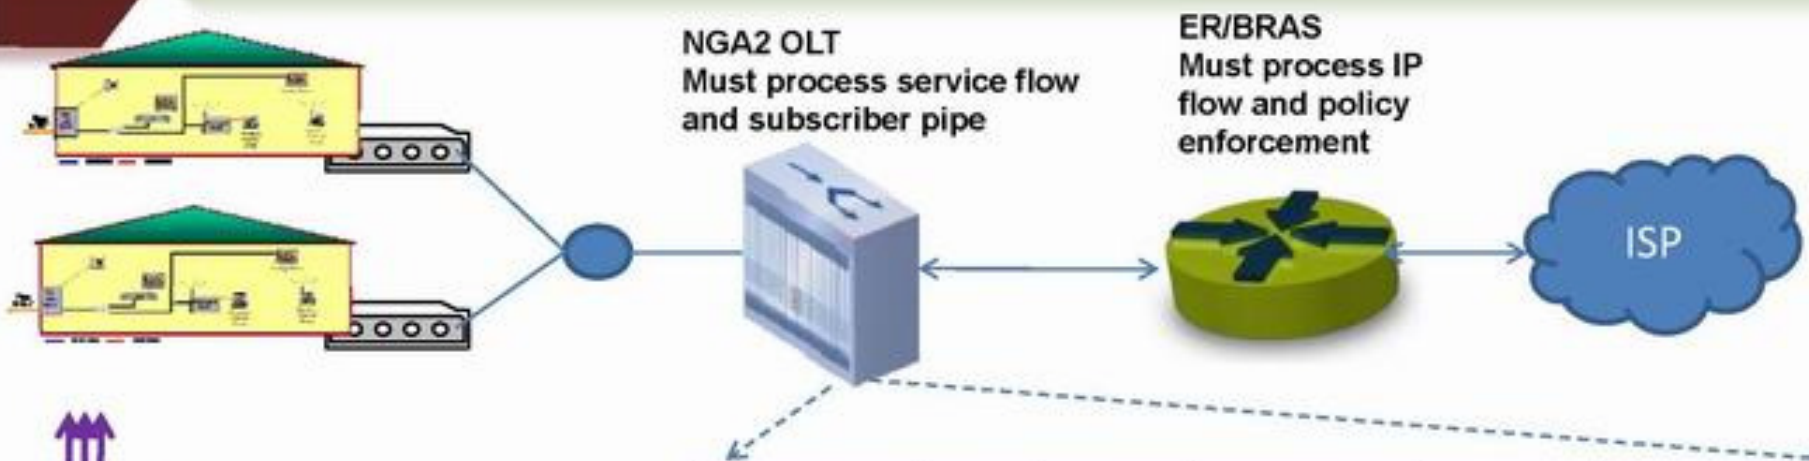 NGA2 OLT
Must process service flow
and subscriber pipe
ER/BRAS
Must process IP
flow and policy
enforcement
ISP